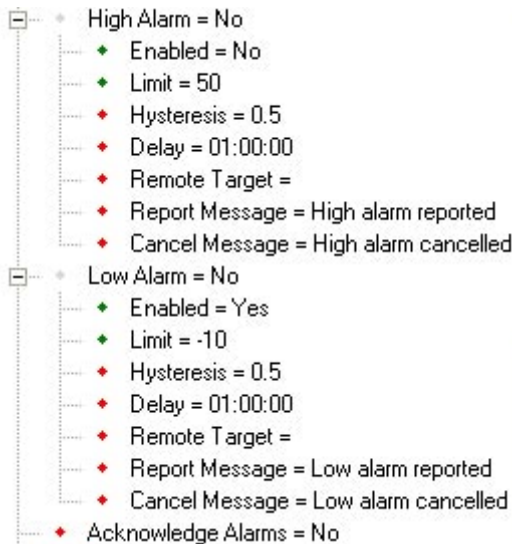 High Alarm = No
Enabled = No
Limit = 50
Hysteresis = 0.5
Delay = 01:00:00
Remote Target =
Report Message = High alarm reported
Cancel Message = High alarm cancelled
Low Alarm = No
Enabled = Yes
Limit = -10
Hysteresis = 0.5
Delay = 01:00:00
Remote Target =
Report Message = Low alarm reported
Cancel Message = Low alarm cancelled
Acknowledge Alarms = No